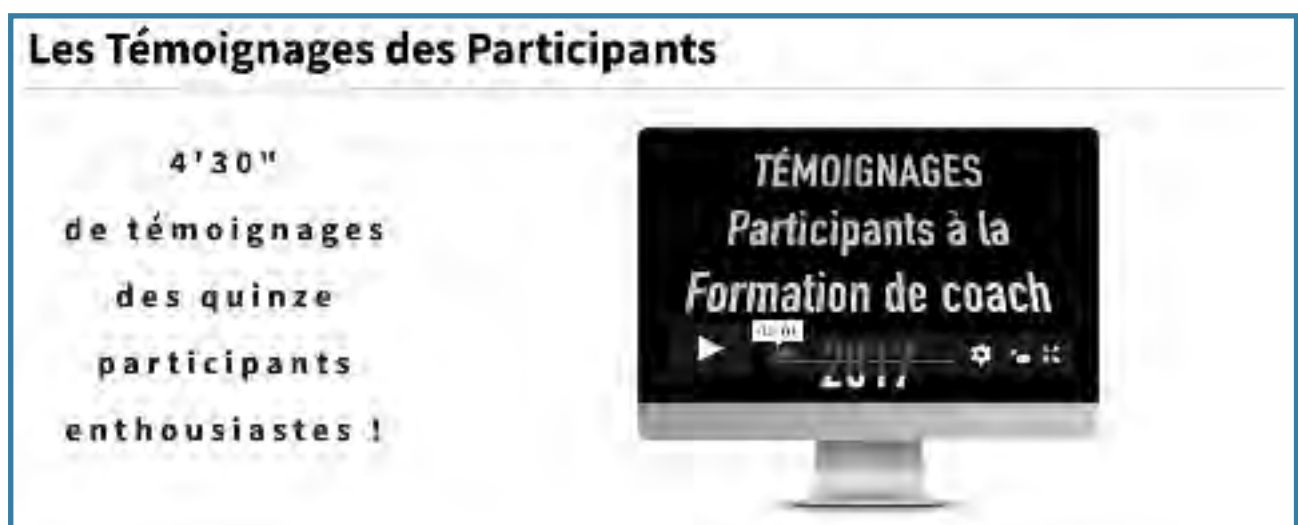 Les Témoignages des Participants
4'30"
de témoignages
des quinze
participants
enthousiastes !
TÉMOIGNAGES
Participants à la
Formation de coach
2017